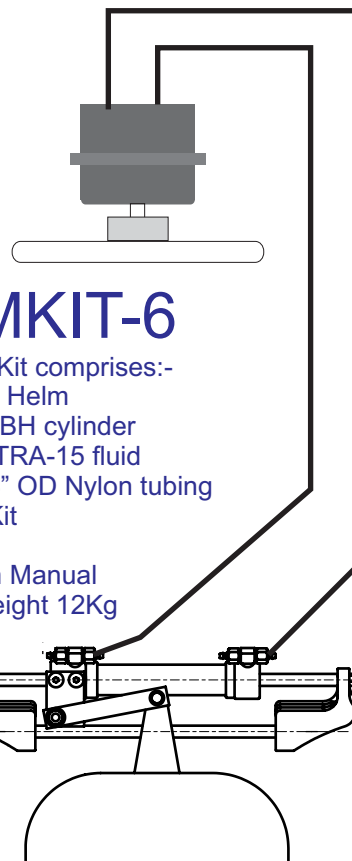 MKIT-6
Kit comprises:-
Helm
BH cylinder
TRA-15 fluid
” OD Nylon tubing
Kit
Manual
eight 12Kg